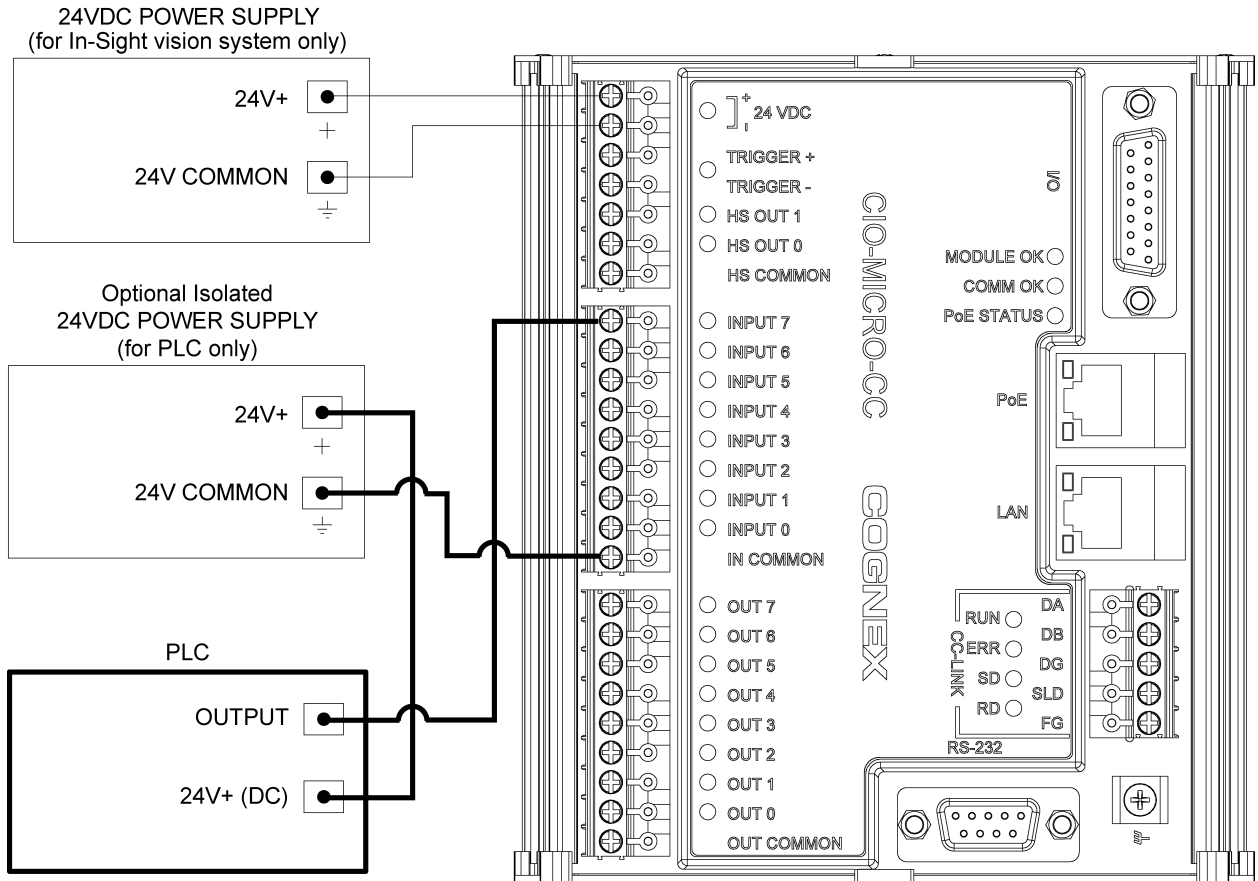 24VDC POWER SUPPLY
(for In-Sight vision system only)
24V+
+
24V COMMON
Optional Isolated
24VDC POWER SUPPLY
(for PLC only)
24V+
+
24V COMMON
PLC
OUTPUT
24V+ (DC)
+
-
24 VDC
TRIGGER +
TRIGGER -
HS OUT 1
HS OUT 0
HS COMMON
INPUT 7
INPUT 6
INPUT 5
INPUT 4
INPUT 3
INPUT 2
INPUT 1
INPUT 0
IN COMMON
OUT 7
OUT 6
OUT 5
OUT 4
OUT 3
OUT 2
OUT 1
OUT 0
OUT COMMON
CIO-MICRO-CC
COGNEX
I/O
MODULE OK
COMM OK
PoE STATUS
PoE
LAN
CC-LINK
RUN
ERR
SD
RD
DA
DB
DG
SLD
FG
RS-232